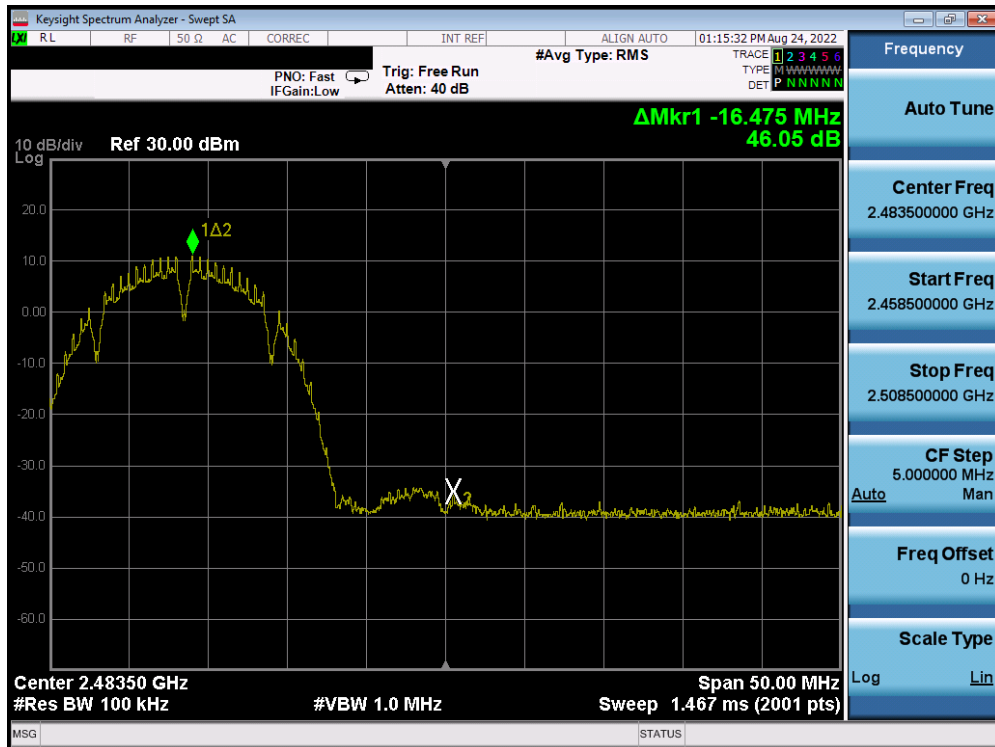 Keysight Spectrum Analyzer - Swept SA
LXI RL RF 50 Ω AC CORREC INT REF ALIGN AUTO 01:15:32 PM Aug 24, 2022
Frequency
#Avg Type: RMS
TRACE 1 2 3 4 5 6
PNO: Fast
Trig: Free Run
TYPE M WWWWW
IFGain:Low
Atten: 40 dB
DET P N N N N N
Auto Tune
ΔMkr1 -16.475 MHz
46.05 dB
10 dB/div
Ref 30.00 dBm
Log
Center Freq
2.483500000 GHz
20.0
1Δ2
10.0
Start Freq
2.458500000 GHz
0.00
-10.0
Stop Freq
2.508500000 GHz
-20.0
-30.0
CF Step
5.000000 MHz
Auto Man
X2
-40.0
-50.0
Freq Offset
0 Hz
-60.0
Scale Type
Log Lin
Center 2.48350 GHz
Span 50.00 MHz
#Res BW 100 kHz
#VBW 1.0 MHz
Sweep 1.467 ms (2001 pts)
MSG
STATUS